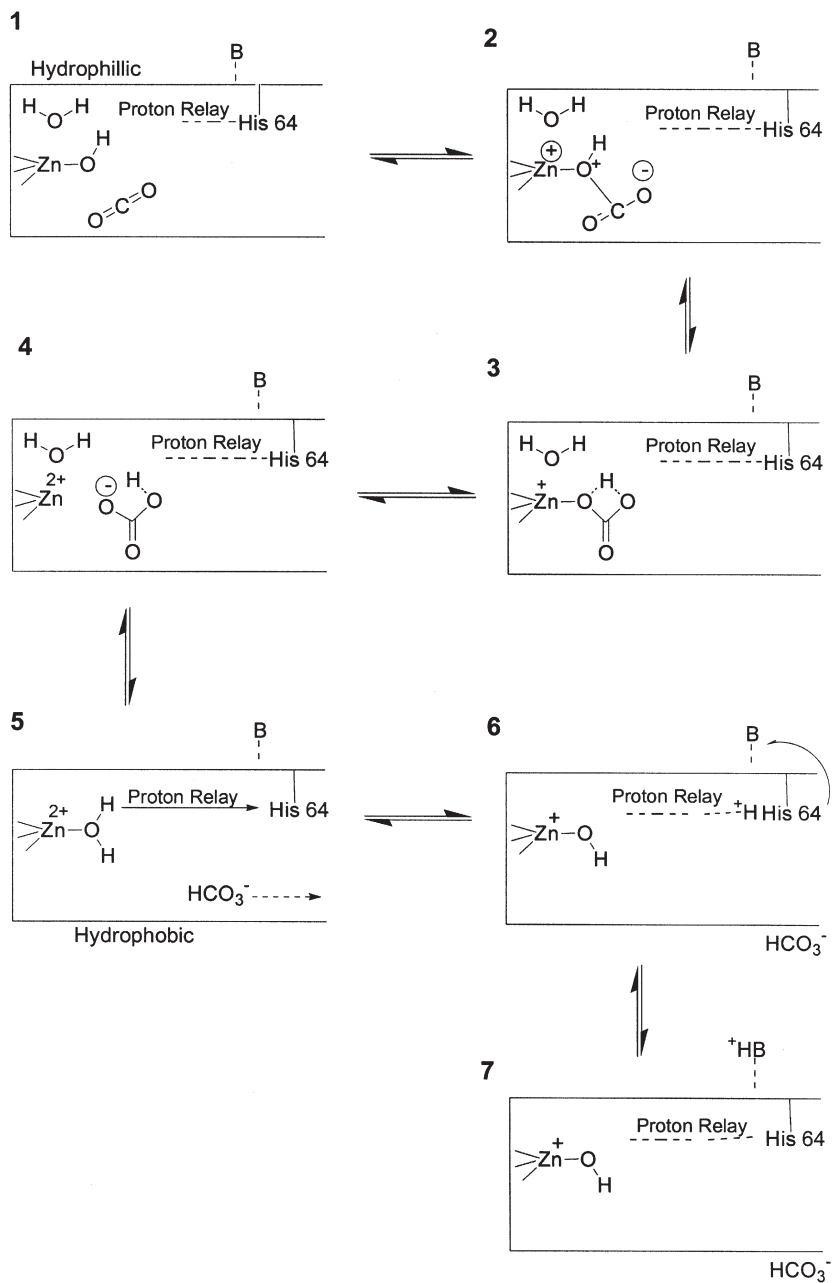 1
B
Hydrophillic
H O H
Proton Relay
His 64
H
Zn O
O C O
2
B
H O H
Proton Relay
His 64
+ H
Zn O +
-
O - C O
4
B
H O H
Proton Relay
His 64
2+
Zn
- H
O O
O
3
B
H O H
Proton Relay
His 64
+ H
Zn O O
O
5
B
Proton Relay
His 64
2+ H
Zn O
H
HCO3-
Hydrophobic
6
B
Proton Relay
+H His 64
+
Zn O
H
HCO3-
7
+HB
Proton Relay
His 64
+
Zn O
H
HCO3-